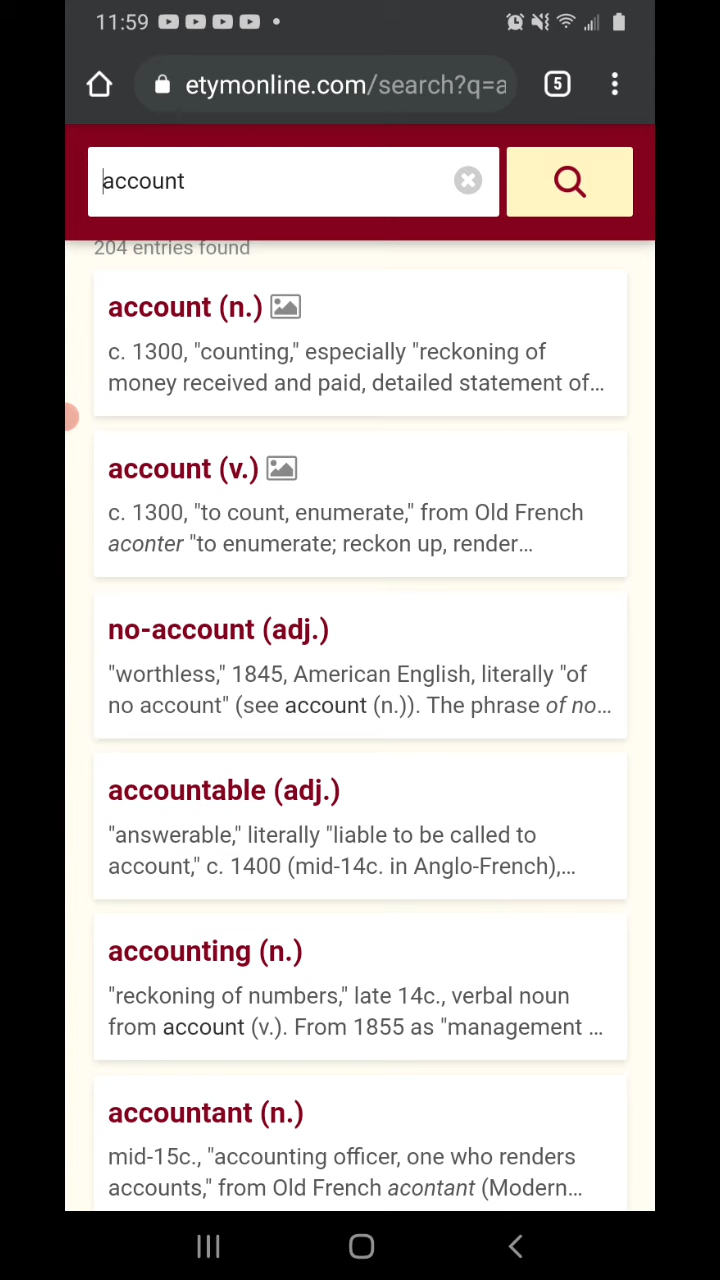 11:59
etymonline.com/search?q=a
5
account
204 entries found
account (n.)
c. 1300, "counting," especially "reckoning of
money received and paid, detailed statement of...
account (v.)
c. 1300, "to count, enumerate," from Old French
aconter "to enumerate; reckon up, render...
no-account (adj.)
"worthless," 1845, American English, literally "of
no account" (see account (n.)). The phrase of no...
accountable (adj.)
"answerable," literally "liable to be called to
account," c. 1400 (mid-14c. in Anglo-French),...
accounting (n.)
"reckoning of numbers," late 14c., verbal noun
from account (v.). From 1855 as "management ...
accountant (n.)
mid-15c., "accounting officer, one who renders
accounts," from Old French acontant (Modern...